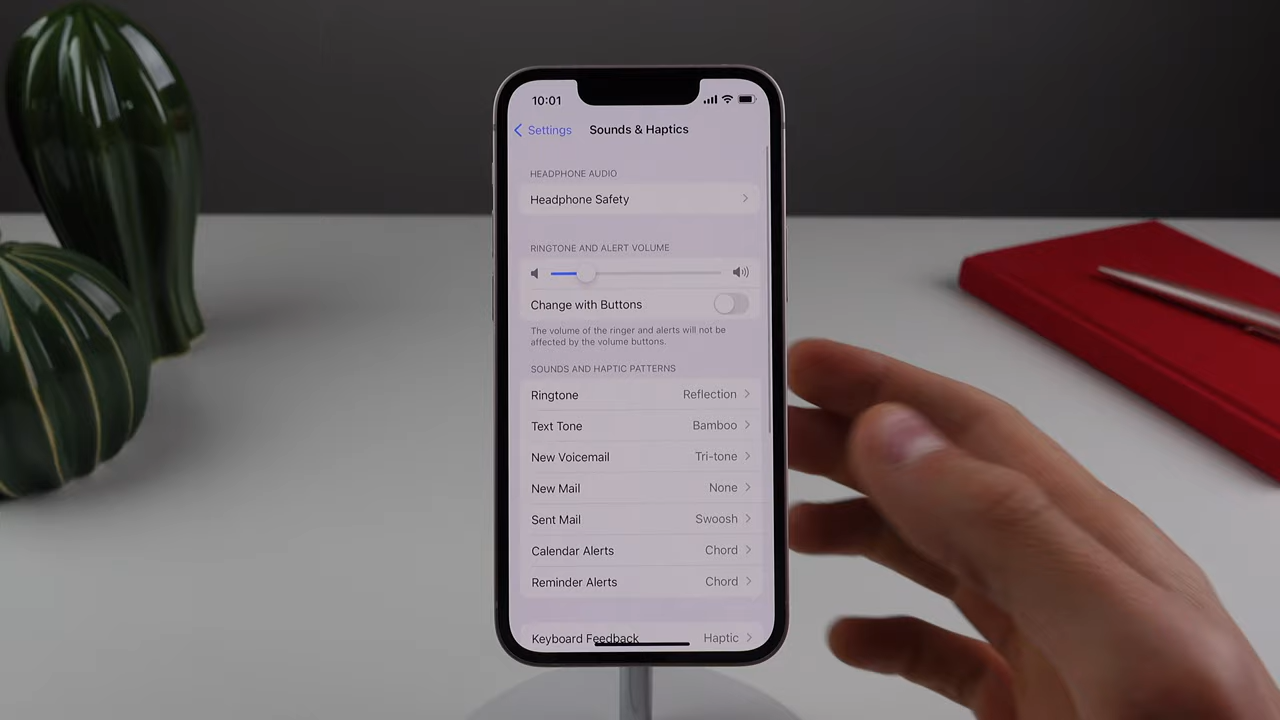 10:01
Settings
Sounds & Haptics
HEADPHONE AUDIO
Headphone Safety
RINGTONE AND ALERT VOLUME
Change with Buttons
The volume of the ringer and alerts will not be
affected by the volume buttons.
SOUNDS AND HAPTIC PATTERNS
Ringtone Reflection
Text Tone Bamboo
New Voicemail Tri-tone
New Mail None
Sent Mail Swoosh
Calendar Alerts Chord
Reminder Alerts Chord
Keyboard Feedback Haptic